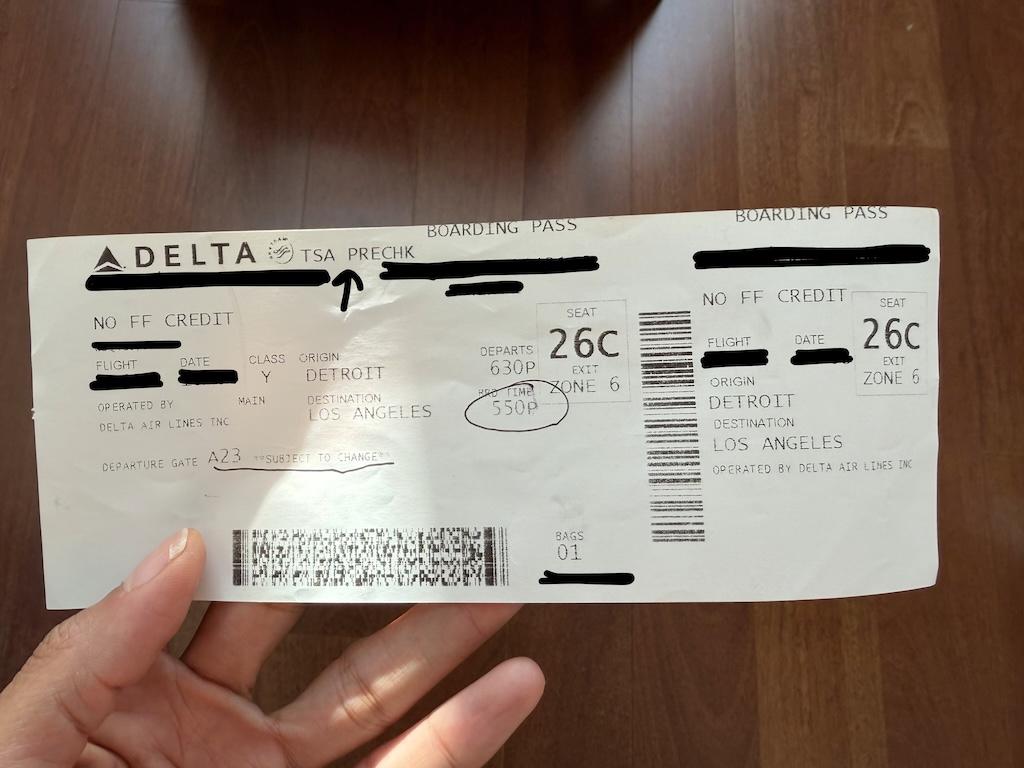 BOARDING PASS
DELTA TSA PRECHK
NO FF CREDIT
FLIGHT DATE CLASS ORIGIN
Y DETROIT
OPERATED BY MAIN DESTINATION
DELTA AIR LINES INC LOS ANGELES
DEPARTURE GATE A23 **SUBJECT TO CHANGE**
DEPARTS
630P
BRD TIME
550P
SEAT
26C
EXIT
ZONE 6
BAGS
01
BOARDING PASS
NO FF CREDIT
FLIGHT DATE
SEAT
26C
EXIT
ZONE 6
ORIGIN
DETROIT
DESTINATION
LOS ANGELES
OPERATED BY DELTA AIR LINES INC